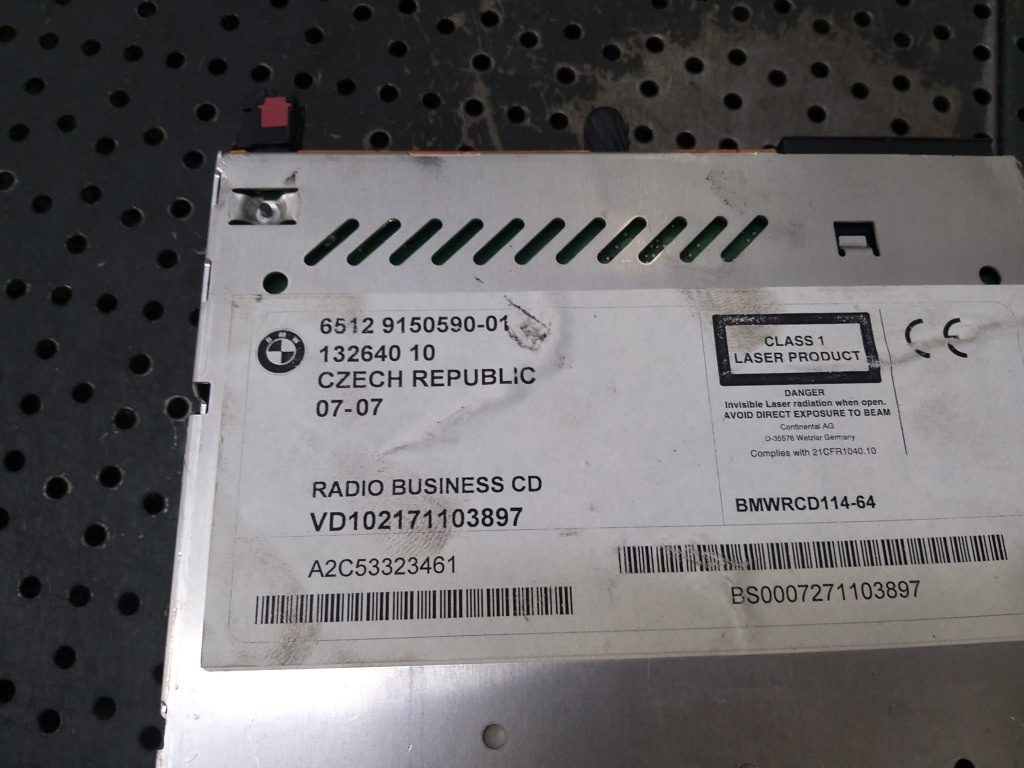 6512 9150590-01
132640 10
CZECH REPUBLIC
07-07
RADIO BUSINESS CD
VD102171103897
A2C53323461
CLASS 1
LASER PRODUCT
DANGER
Invisible Laser radiation when open.
AVOID DIRECT EXPOSURE TO BEAM
Continental AG
D-35576 Wetzlar Germany
Complies with 21CFR1040.10
CE
BMWRCD114-64
BS0007271103897